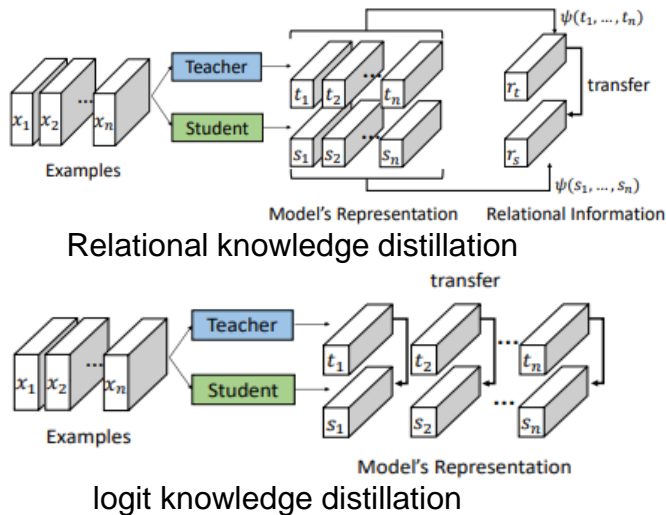 ψ(t₁, … , tₙ)
Teacher
t₁ t₂ ... tₙ
rₜ
transfer
x₁ x₂ ... xₙ
Student
s₁ s₂ ... sₙ
rₛ
Examples
ψ(s₁, … , sₙ)
Model's Representation Relational Information
Relational knowledge distillation
transfer
Teacher
t₁ t₂ ... tₙ
x₁ x₂ ... xₙ
Student
s₁ s₂ ... sₙ
Examples
Model's Representation
logit knowledge distillation